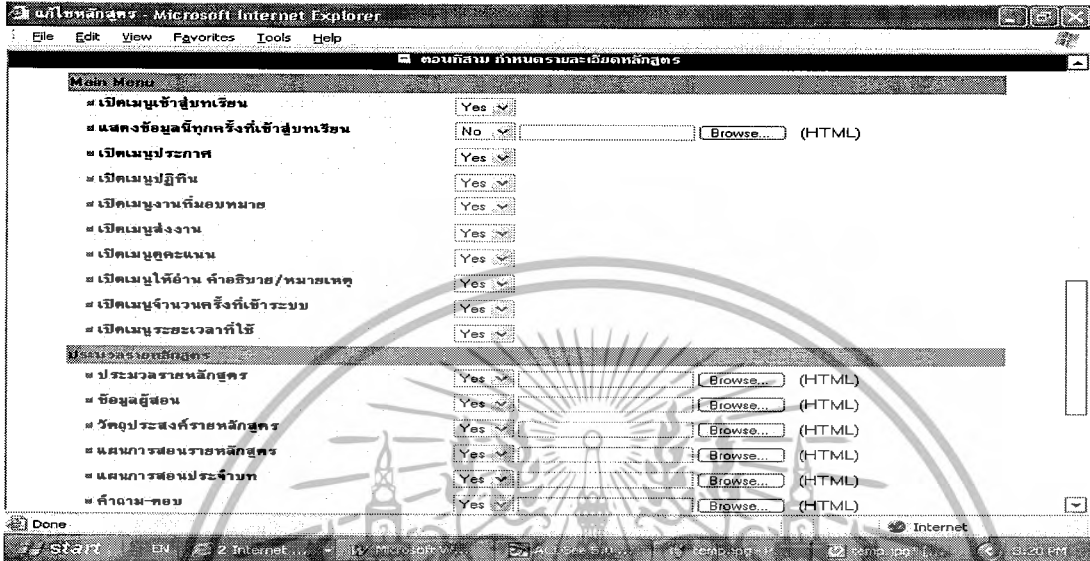 แก้ไขหลักสูตร - Microsoft Internet Explorer
File Edit View Favorites Tools Help
ตอนที่สาม กำหนดรายละเอียดหลักสูตร
Main Menu
เปิดเมนูเข้าสู่บทเรียน Yes
แสดงข้อมูลนี้ทุกครั้งที่เข้าสู่บทเรียน No Browse... (HTML)
เปิดเมนูประกาศ Yes
เปิดเมนูปฏิทิน Yes
เปิดเมนูงานที่มอบหมาย Yes
เปิดเมนูส่งงาน Yes
เปิดเมนูดูคะแนน Yes
เปิดเมนูให้อ่าน คำอธิบาย/หมายเหตุ Yes
เปิดเมนูจำนวนครั้งที่เข้าระบบ Yes
เปิดเมนูระยะเวลาที่ใช้ Yes
ประมวลรายหลักสูตร
ประมวลรายหลักสูตร Yes Browse... (HTML)
ข้อมูลผู้สอน Yes Browse... (HTML)
วัตถุประสงค์รายหลักสูตร Yes Browse... (HTML)
แผนการสอนรายหลักสูตร Yes Browse... (HTML)
แผนการสอนประจำบท Yes Browse... (HTML)
คำถาม-ตอบ Yes Browse... (HTML)
Done Internet
start EN 2 Internet ... Microsoft W... ACDSee 5.0 ... temp.jpg - P... temp.jpg 3:20 PM